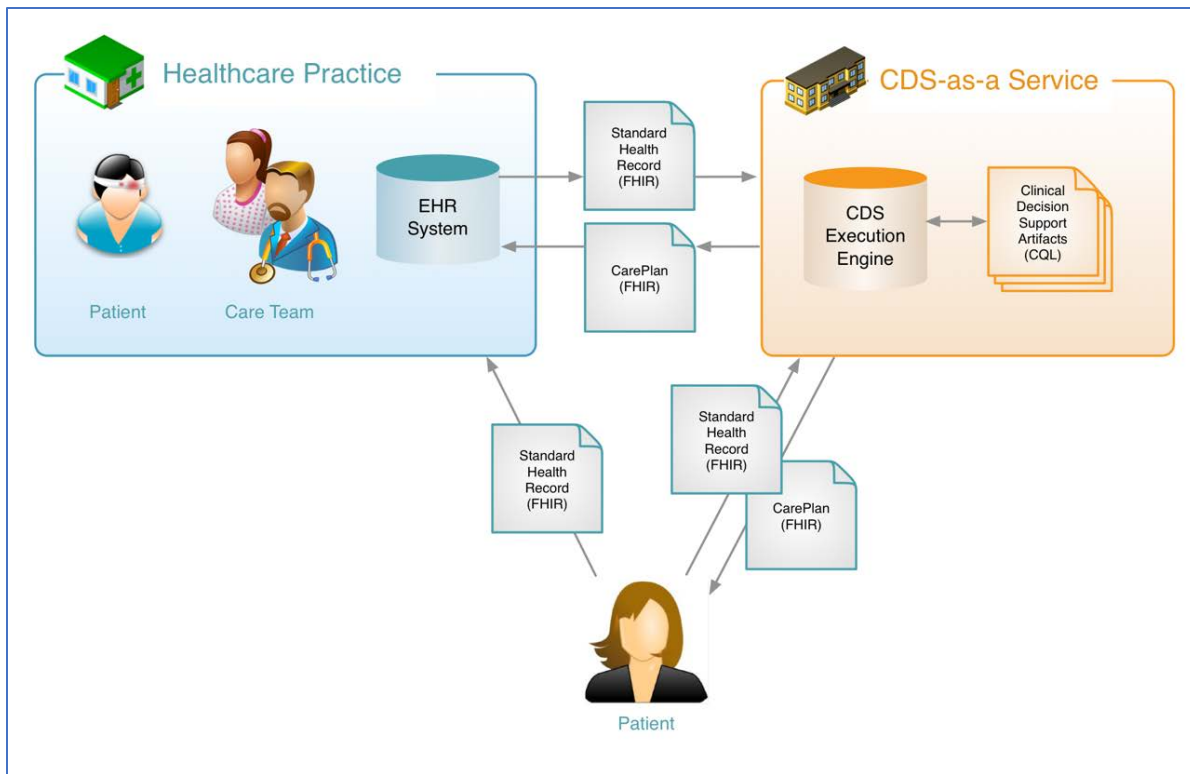 Healthcare Practice
CDS-as-a Service
Standard
Health
Record
(FHIR)
EHR
System
CarePlan
(FHIR)
CDS
Execution
Engine
Clinical
Decision
Support
Artifacts
(CQL)
Patient
Care Team
Standard
Health
Record
(FHIR)
Standard
Health
Record
(FHIR)
CarePlan
(FHIR)
Patient